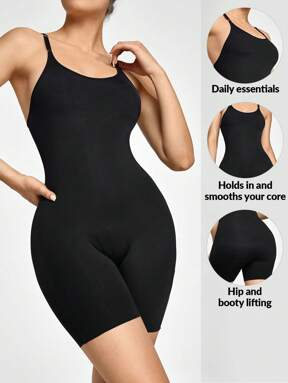 Daily essentials
Holds in and
smooths your core
Hip and
booty lifting